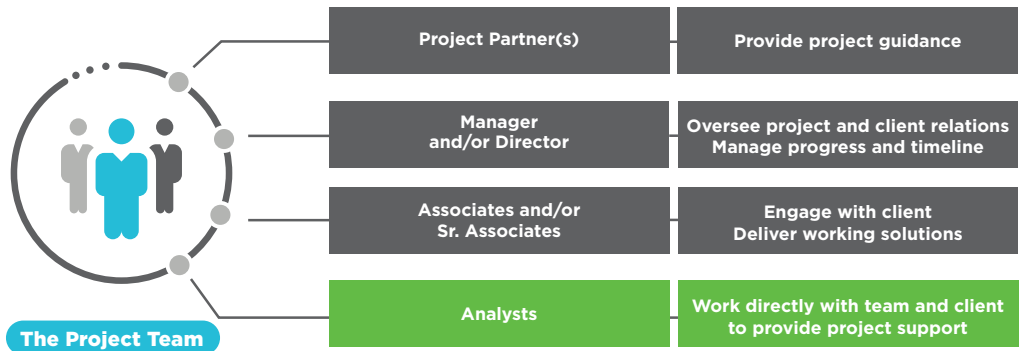 Project Partner(s)
Provide project guidance
Manager
and/or Director
Oversee project and client relations
Manage progress and timeline
Associates and/or
Sr. Associates
Engage with client
Deliver working solutions
Analysts
Work directly with team and client
to provide project support
The Project Team